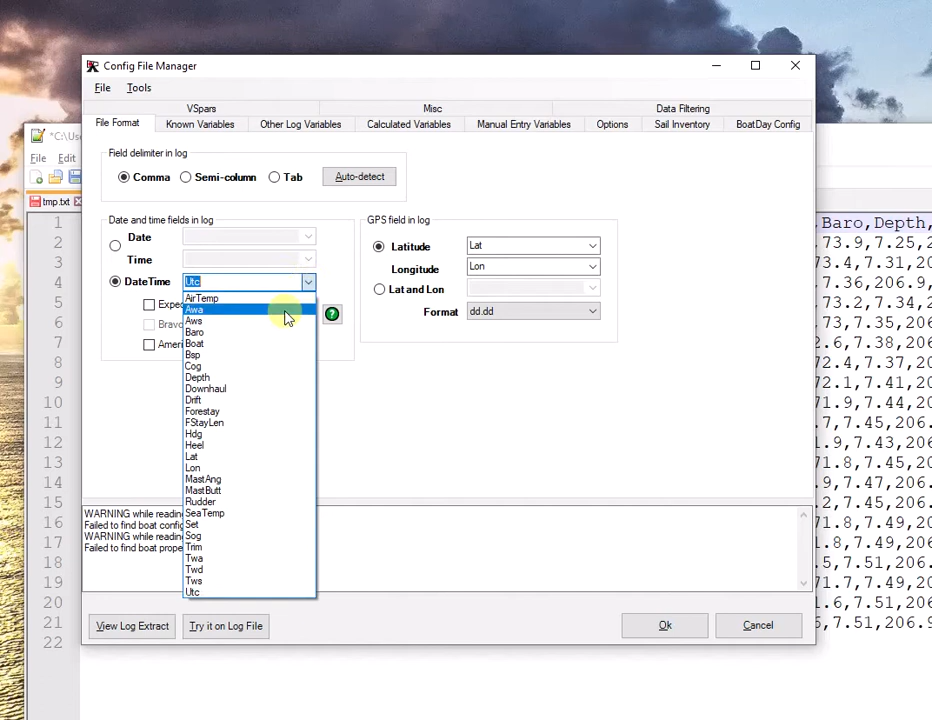 Config File Manager
File Tools
VSpars Misc Data Filtering
File Format Known Variables Other Log Variables Calculated Variables Manual Entry Variables Options Sail Inventory BoatDay Config
Field delimiter in log
Comma Semi-column Tab Auto-detect
Date and time fields in log
Date
Time
DateTime Utc
Expe
Bravo
Ameri
?
AirTemp
Awa
Aws
Baro
Boat
Bsp
Cog
Depth
Downhaul
Drift
Forestay
FStayLen
Hdg
Heel
Lat
Lon
MastAng
MastButt
Rudder
SeaTemp
Set
Sog
Trim
Twa
Twd
Tws
Utc
GPS field in log
Latitude Lat
Longitude Lon
Lat and Lon
Format dd.dd
WARNING while readin
Failed to find boat config
WARNING while readin
Failed to find boat prope
View Log Extract Try it on Log File Ok Cancel
*C:\Use
File Edit
tmp.txt
1 ,Baro,Depth,
2 73.9,7.25,20
3 73.4,7.31,20
4 7.36,206.9,
5 73.2,7.34,2
6 73,7.35,206
7 2.6,7.38,20
8 2.4,7.37,20
9 2.1,7.41,20
10 71.9,7.44,20
11 .7,7.45,206
12 .9,7.43,206
13 71.8,7.45,20
14 .9,7.47,206
15 .2,7.45,206
16 71.8,7.49,20
17 1.8,7.49,20
18 .5,7.51,206
19 71.7,7.49,20
20 1.6,7.51,206
21 6,7.51,206.9
22